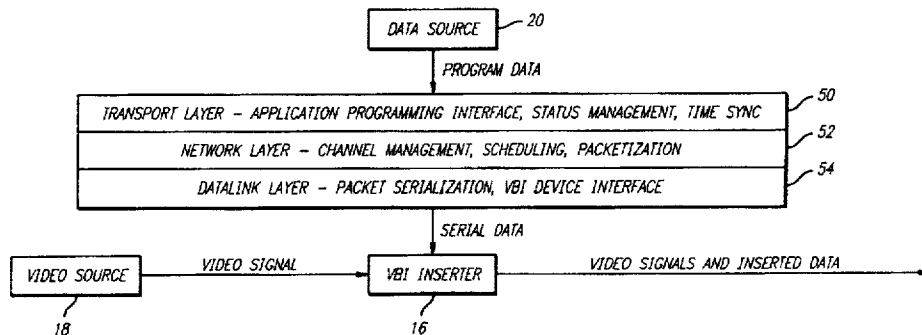 DATA SOURCE
20
PROGRAM DATA
TRANSPORT LAYER – APPLICATION PROGRAMMING INTERFACE, STATUS MANAGEMENT, TIME SYNC
50
NETWORK LAYER – CHANNEL MANAGEMENT, SCHEDULING, PACKETIZATION
52
DATALINK LAYER – PACKET SERIALIZATION, VBI DEVICE INTERFACE
54
SERIAL DATA
VIDEO SOURCE
VIDEO SIGNAL
VBI INSERTER
VIDEO SIGNALS AND INSERTED DATA
18
16